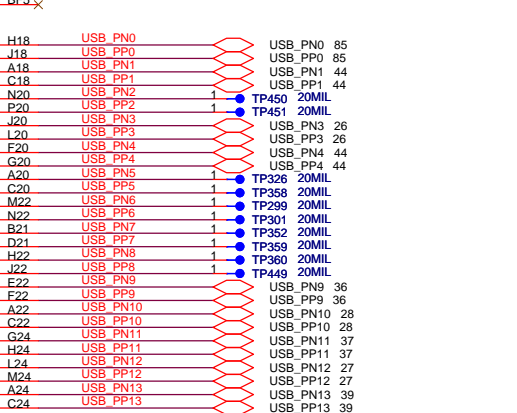 BF3
H18 USB_PN0 USB_PN0 85
J18 USB_PP0 USB_PP0 85
A18 USB_PN1 USB_PN1 44
C18 USB_PP1 USB_PP1 44
N20 USB_PN2 1 TP450 20MIL
P20 USB_PP2 1 TP451 20MIL
J20 USB_PN3 USB_PN3 26
L20 USB_PP3 USB_PP3 26
F20 USB_PN4 USB_PN4 44
G20 USB_PP4 USB_PP4 44
A20 USB_PN5 1 TP326 20MIL
C20 USB_PP5 1 TP358 20MIL
M22 USB_PN6 1 TP299 20MIL
N22 USB_PP6 1 TP301 20MIL
B21 USB_PN7 1 TP352 20MIL
D21 USB_PP7 1 TP359 20MIL
H22 USB_PN8 1 TP360 20MIL
J22 USB_PP8 1 TP449 20MIL
E22 USB_PN9 USB_PN9 36
F22 USB_PP9 USB_PP9 36
A22 USB_PN10 USB_PN10 28
C22 USB_PP10 USB_PP10 28
G24 USB_PN11 USB_PN11 37
H24 USB_PP11 USB_PP11 37
L24 USB_PN12 USB_PN12 27
M24 USB_PP12 USB_PP12 27
A24 USB_PN13 USB_PN13 39
C24 USB_PP13 USB_PP13 39